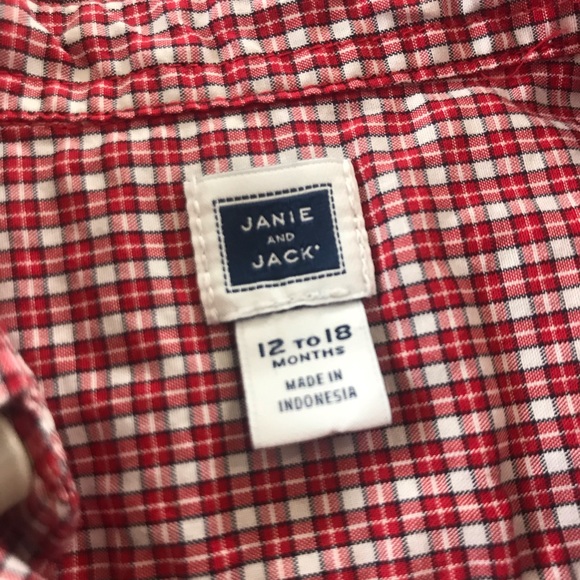 JANIE
AND
JACK
12 TO 18
MONTHS
MADE IN
INDONESIA